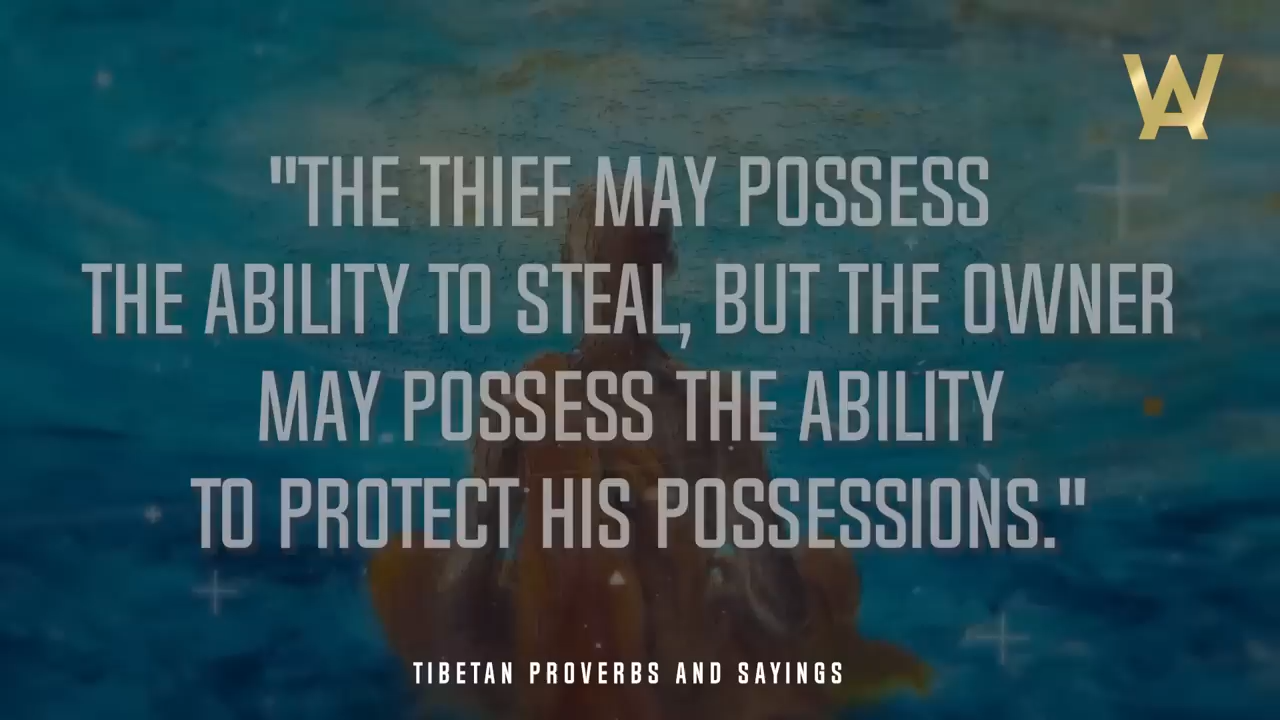 WA
"THE THIEF MAY POSSESS
THE ABILITY TO STEAL, BUT THE OWNER
MAY POSSESS THE ABILITY
TO PROTECT HIS POSSESSIONS."
TIBETAN PROVERBS AND SAYINGS